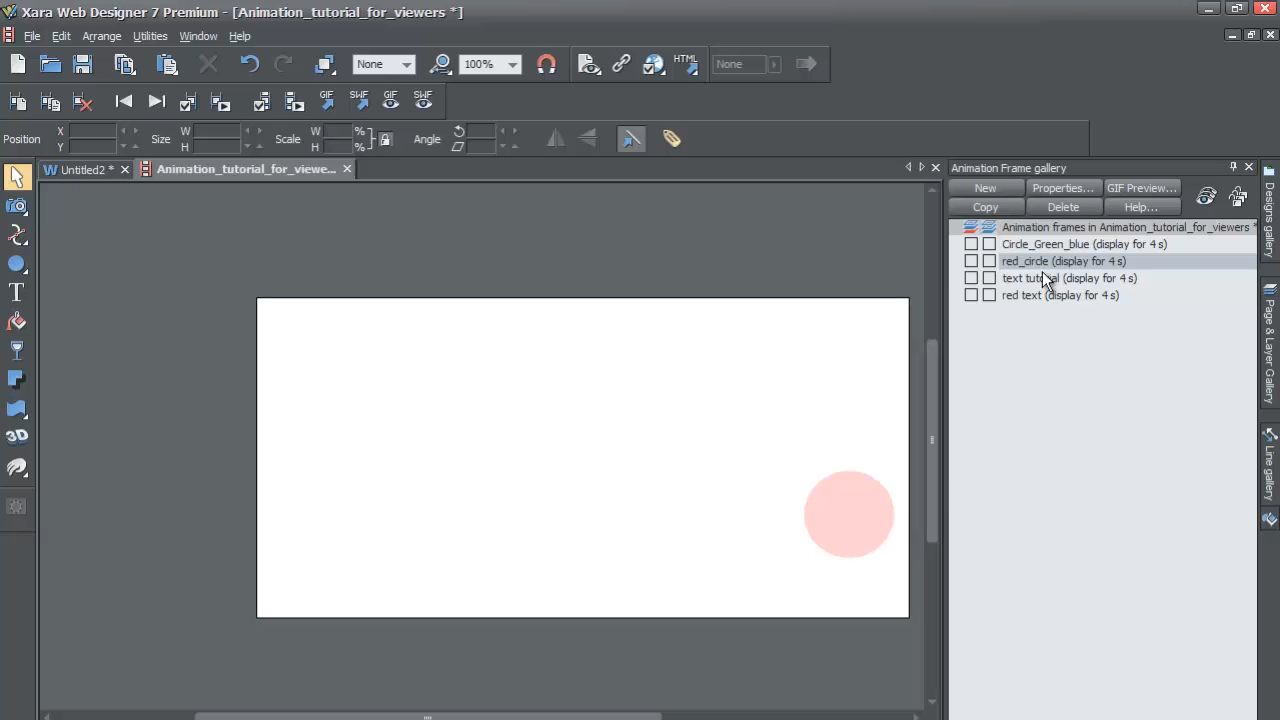 Xara Web Designer 7 Premium - [Animation_tutorial_for_viewers *]
File Edit Arrange Utilities Window Help
None 100% HTML None
GIF SWF GIF SWF
Position X Y Size W H Scale W H % % Angle
Untitled2 * Animation_tutorial_for_viewe...
Animation Frame gallery
New Properties... GIF Preview...
Copy Delete Help...
Animation frames in Animation_tutorial_for_viewers *
Circle_Green_blue (display for 4 s)
red_circle (display for 4 s)
text tutorial (display for 4 s)
red text (display for 4 s)
T
3D
Designs gallery
Page & Layer Gallery
Line gallery